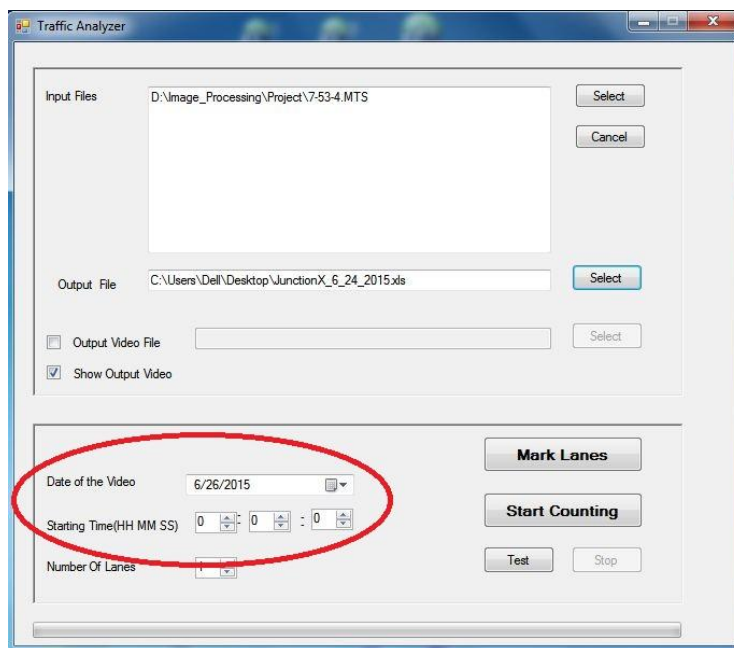 Traffic Analyzer
Input Files D:\Image_Processing\Project\7-53-4.MTS Select
Cancel
Output File C:\Users\Dell\Desktop\JunctionX_6_24_2015.xls Select
Output Video File Select
Show Output Video
Mark Lanes
Date of the Video 6/26/2015
Start Counting
Starting Time(HH MM SS) 0 : 0 : 0
Number Of Lanes Test Stop